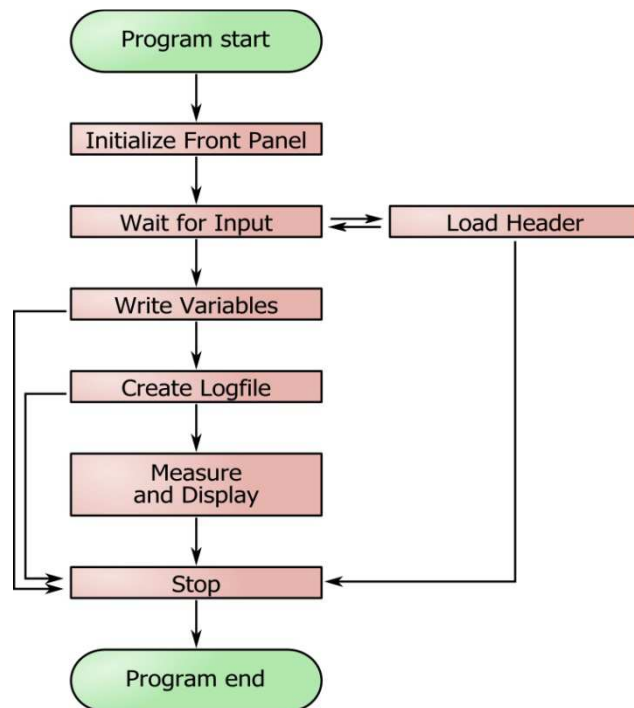 Program start
Initialize Front Panel
Wait for Input
Load Header
Write Variables
Create Logfile
Measure
and Display
Stop
Program end